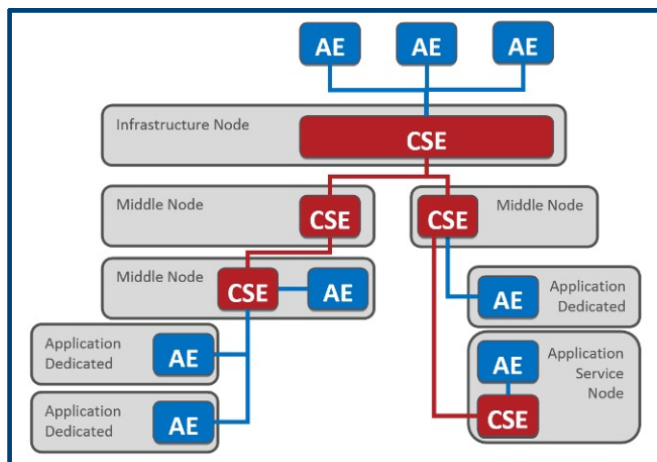 AE
AE
AE
Infrastructure Node
CSE
Middle Node
CSE
CSE
Middle Node
Middle Node
CSE
AE
AE
Application
Dedicated
Application
Dedicated
AE
AE
Application
Service
Node
CSE
Application
Dedicated
AE